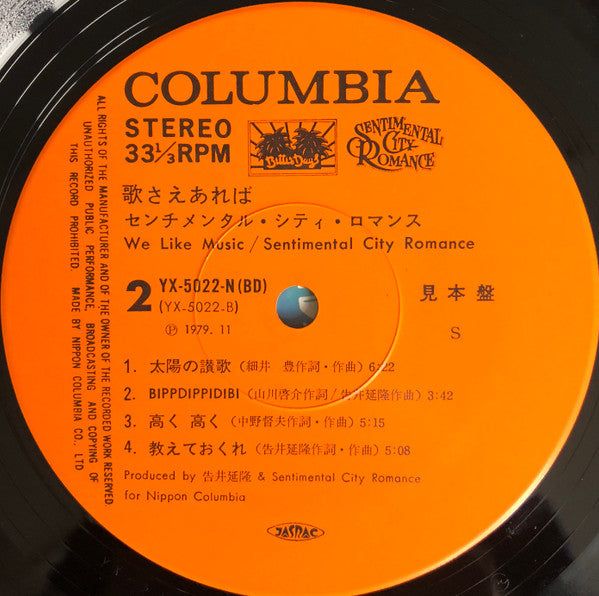 COLUMBIA
STEREO
33⅓RPM
Bitter Days
SENTIMENTAL
CITY
ROMANCE
歌さえあれば
センチメンタル・シティ・ロマンス
We Like Music / Sentimental City Romance
2 YX-5022-N(BD)
(YX-5022-B)
Ⓟ 1979. 11
見本盤
S
1. 太陽の讃歌(細井 豊作詞・作曲) 6:22
2. BIPPDIPPIDIBI(山川啓介作詞/告井延隆作曲) 3:42
3. 高く 高く(中野督夫作詞・作曲) 5:15
4. 教えておくれ(告井延隆作詞・作曲) 5:08
Produced by 告井延隆 & Sentimental City Romance
for Nippon Columbia
JASRAC
ALL RIGHTS OF THE MANUFACTURER AND OF THE OWNER OF THE RECORDED WORK RESERVED
UNAUTHORIZED PUBLIC PERFORMANCE, BROADCASTING AND COPYING OF
THIS RECORD PROHIBITED. MADE BY NIPPON COLUMBIA CO., LTD